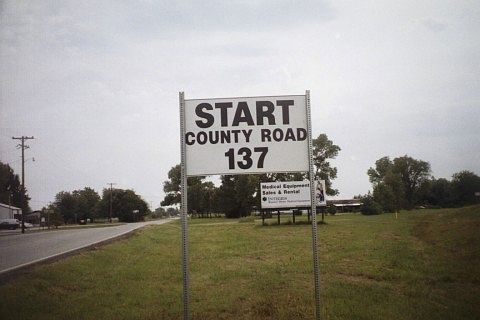 START
COUNTY ROAD
137
Medical Equipment
Sales & Rental